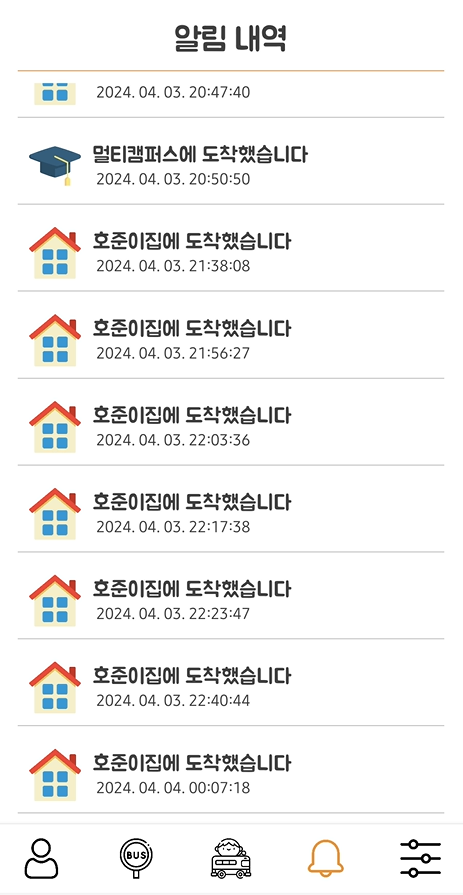 알림 내역
2024. 04. 03. 20:47:40
멀티캠퍼스에 도착했습니다
2024. 04. 03. 20:50:50
호준이집에 도착했습니다
2024. 04. 03. 21:38:08
호준이집에 도착했습니다
2024. 04. 03. 21:56:27
호준이집에 도착했습니다
2024. 04. 03. 22:03:36
호준이집에 도착했습니다
2024. 04. 03. 22:17:38
호준이집에 도착했습니다
2024. 04. 03. 22:23:47
호준이집에 도착했습니다
2024. 04. 03. 22:40:44
호준이집에 도착했습니다
2024. 04. 04. 00:07:18
BUS